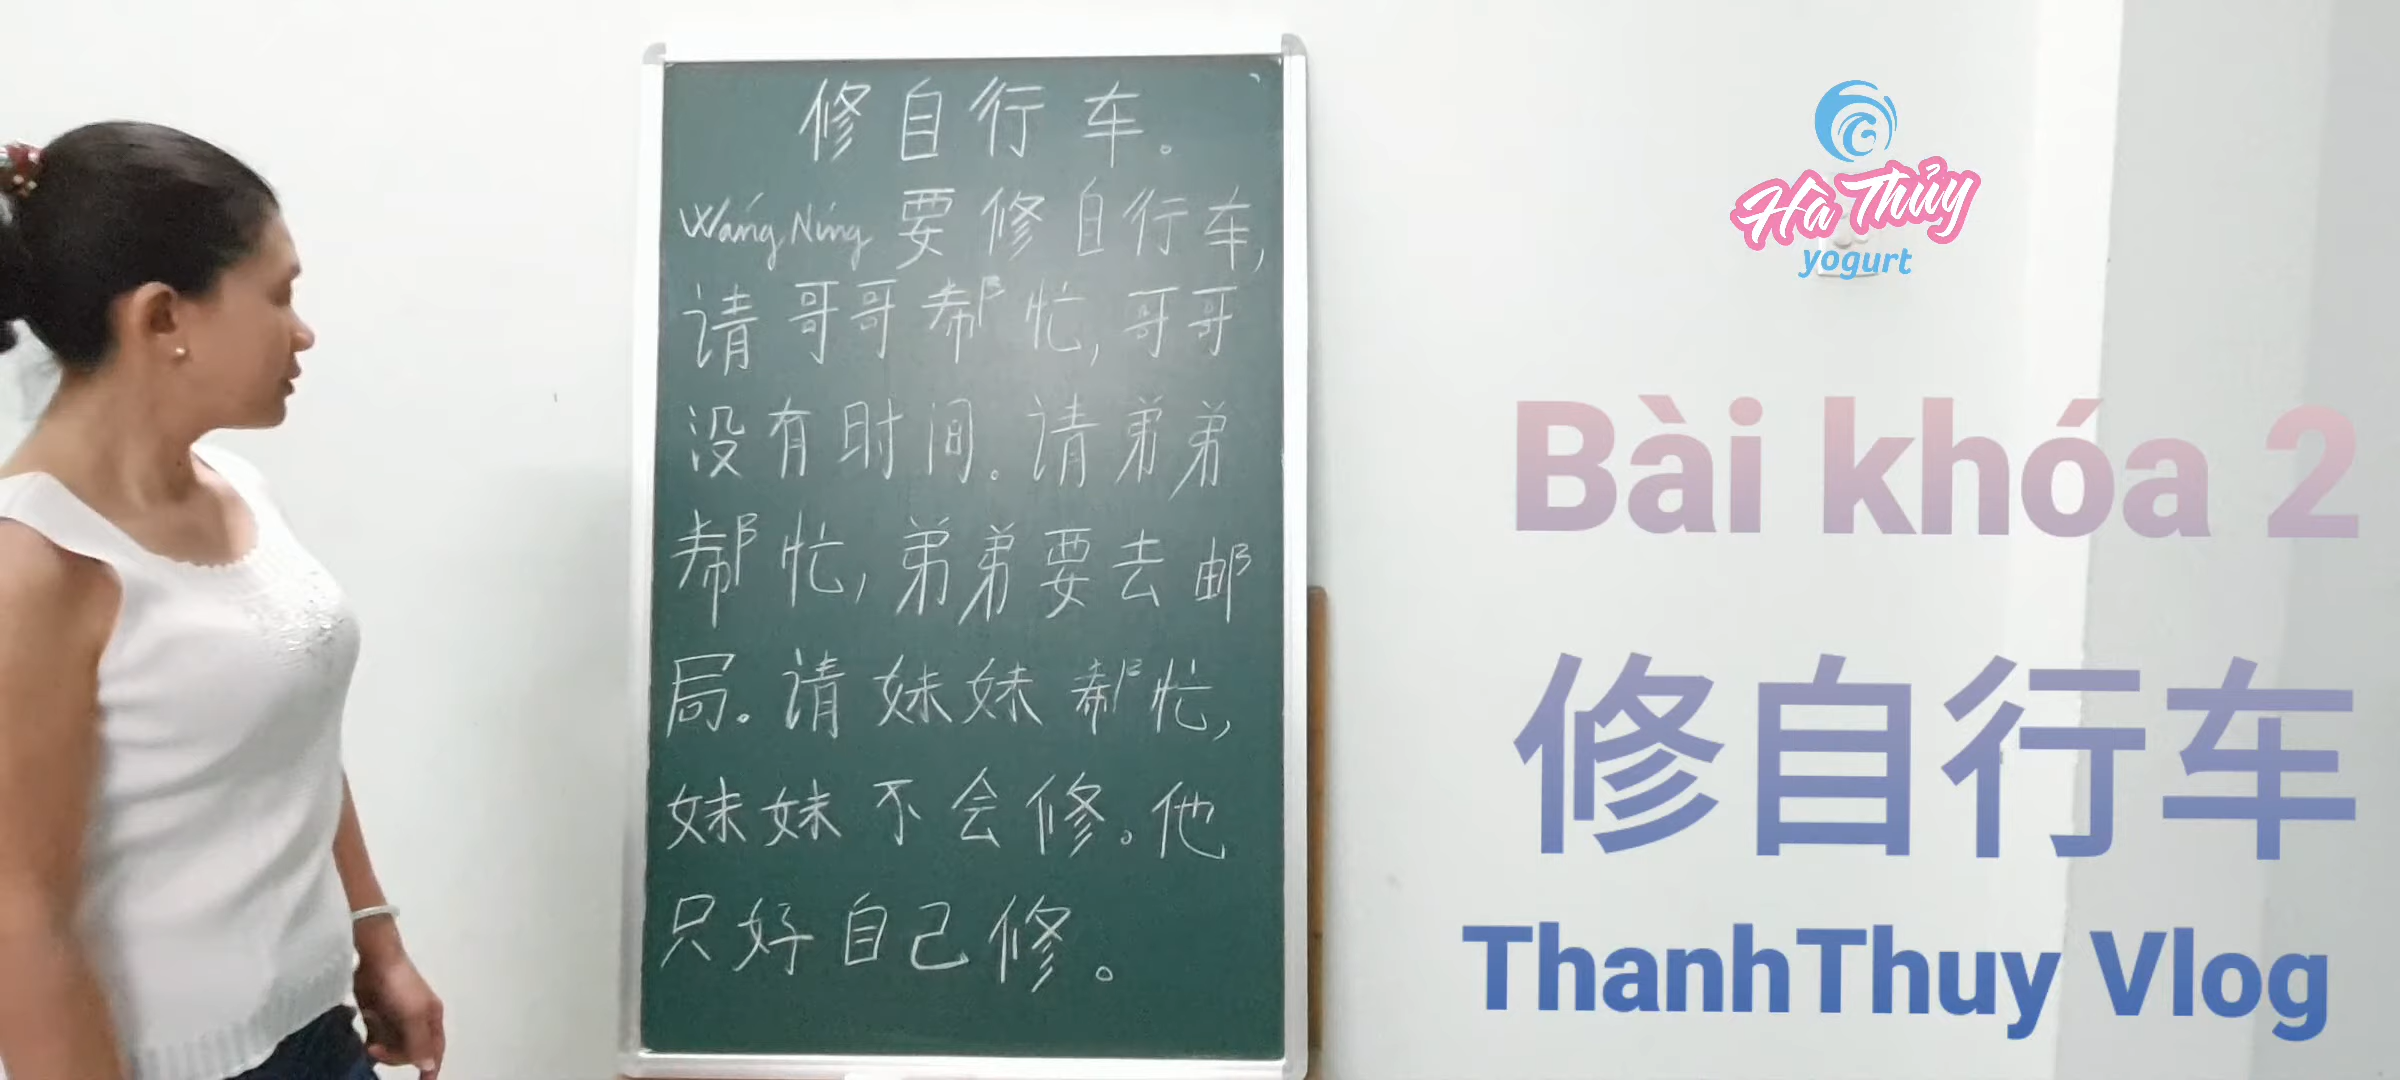 修自行车。
Wáng Níng 要修自行车,
请哥哥帮忙,哥哥
没有时间。请弟弟
帮忙,弟弟要去邮
局。请妹妹帮忙,
妹妹不会修。他
只好自己修。
Hà Thủy
yogurt
Bài khóa 2
修自行车
ThanhThuy Vlog